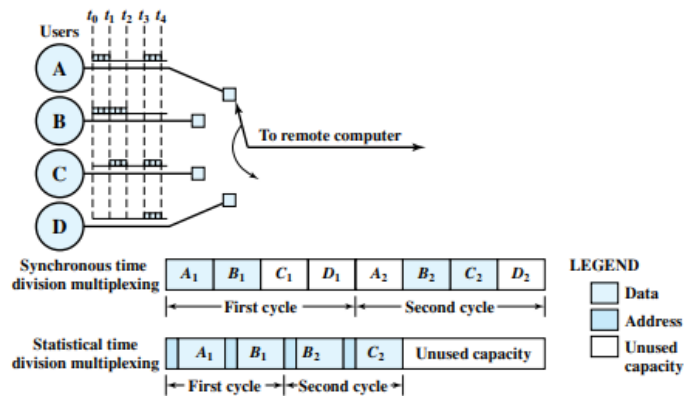 t0 t1 t2 t3 t4
Users
A
B
To remote computer
C
D
Synchronous time
division multiplexing
A1 B1 C1 D1 A2 B2 C2 D2
First cycle Second cycle
LEGEND
Data
Address
Unused
capacity
Statistical time
division multiplexing
A1 B1 B2 C2 Unused capacity
First cycle Second cycle